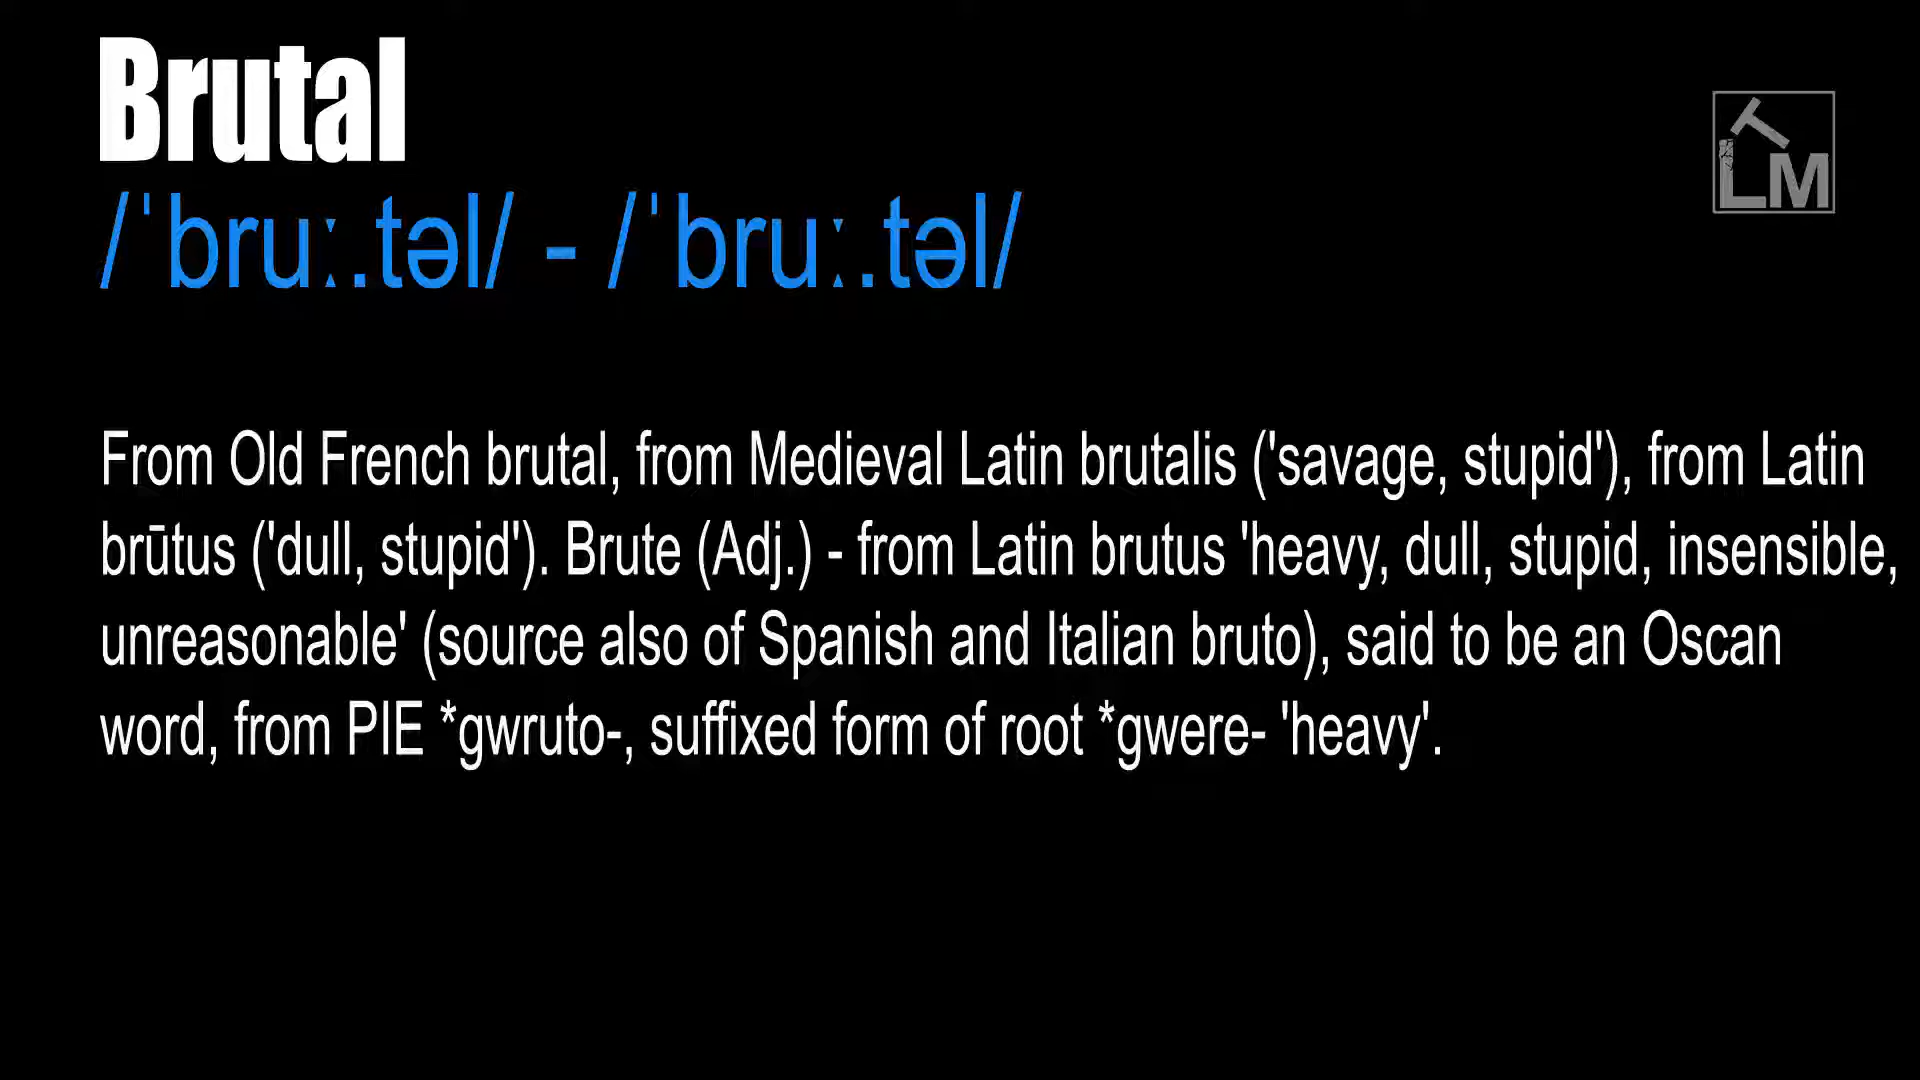 Brutal
/ˈbruː.təl/ - /ˈbruː.təl/
From Old French brutal, from Medieval Latin brutalis ('savage, stupid'), from Latin
brūtus ('dull, stupid'). Brute (Adj.) - from Latin brutus 'heavy, dull, stupid, insensible,
unreasonable' (source also of Spanish and Italian bruto), said to be an Oscan
word, from PIE *gwruto-, suffixed form of root *gwere- 'heavy'.
TLM